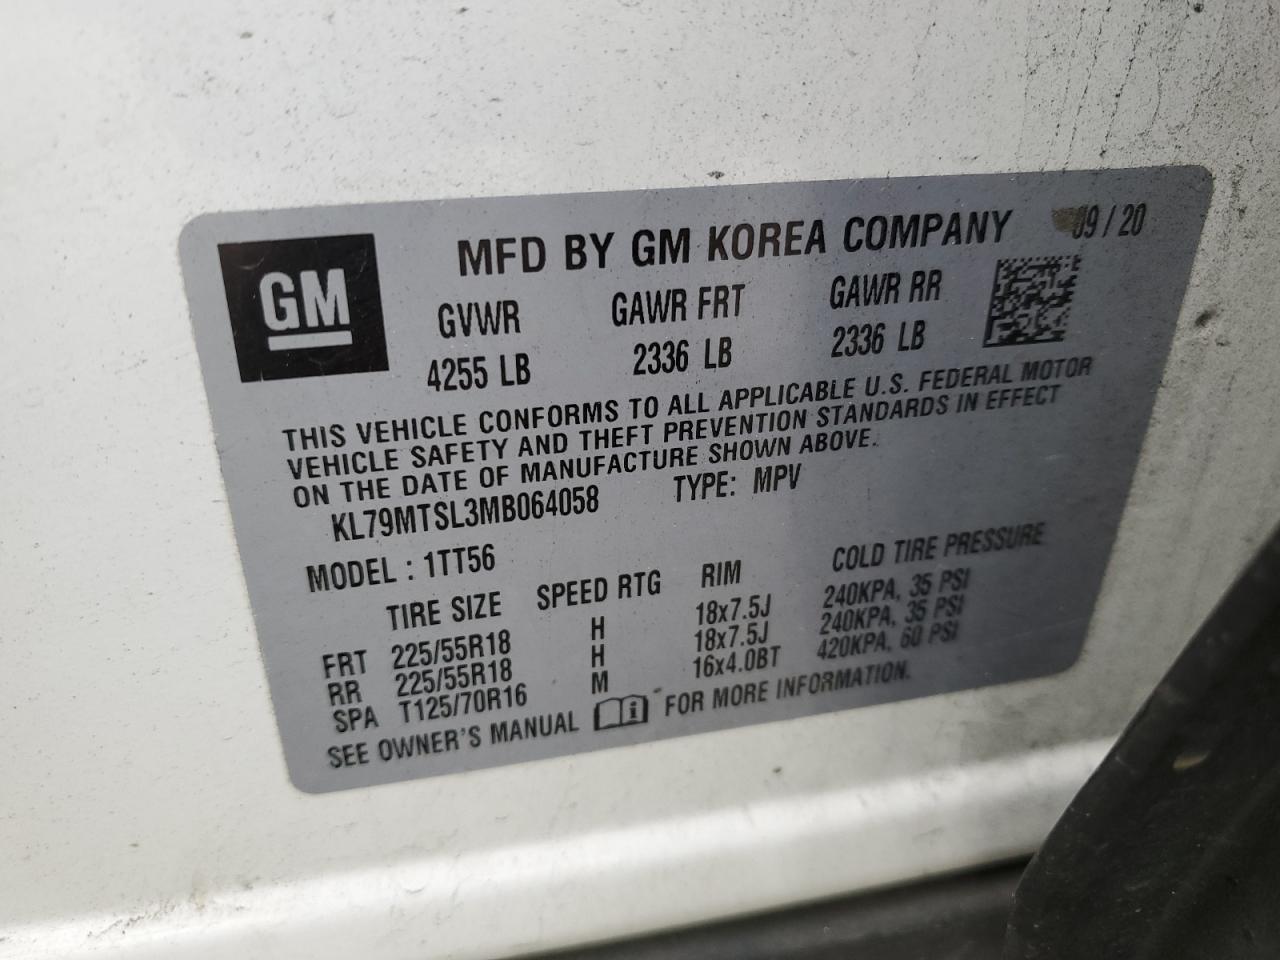 GM
MFD BY GM KOREA COMPANY 09 / 20
GVWR GAWR FRT GAWR RR
4255 LB 2336 LB 2336 LB
THIS VEHICLE CONFORMS TO ALL APPLICABLE U.S. FEDERAL MOTOR
VEHICLE SAFETY AND THEFT PREVENTION STANDARDS IN EFFECT
ON THE DATE OF MANUFACTURE SHOWN ABOVE.
KL79MTSL3MB064058 TYPE: MPV
MODEL : 1TT56
TIRE SIZE SPEED RTG RIM COLD TIRE PRESSURE
FRT 225/55R18 H 18x7.5J 240KPA, 35 PSI
RR 225/55R18 H 18x7.5J 240KPA, 35 PSI
SPA T125/70R16 M 16x4.0BT 420KPA, 60 PSI
SEE OWNER'S MANUAL FOR MORE INFORMATION.